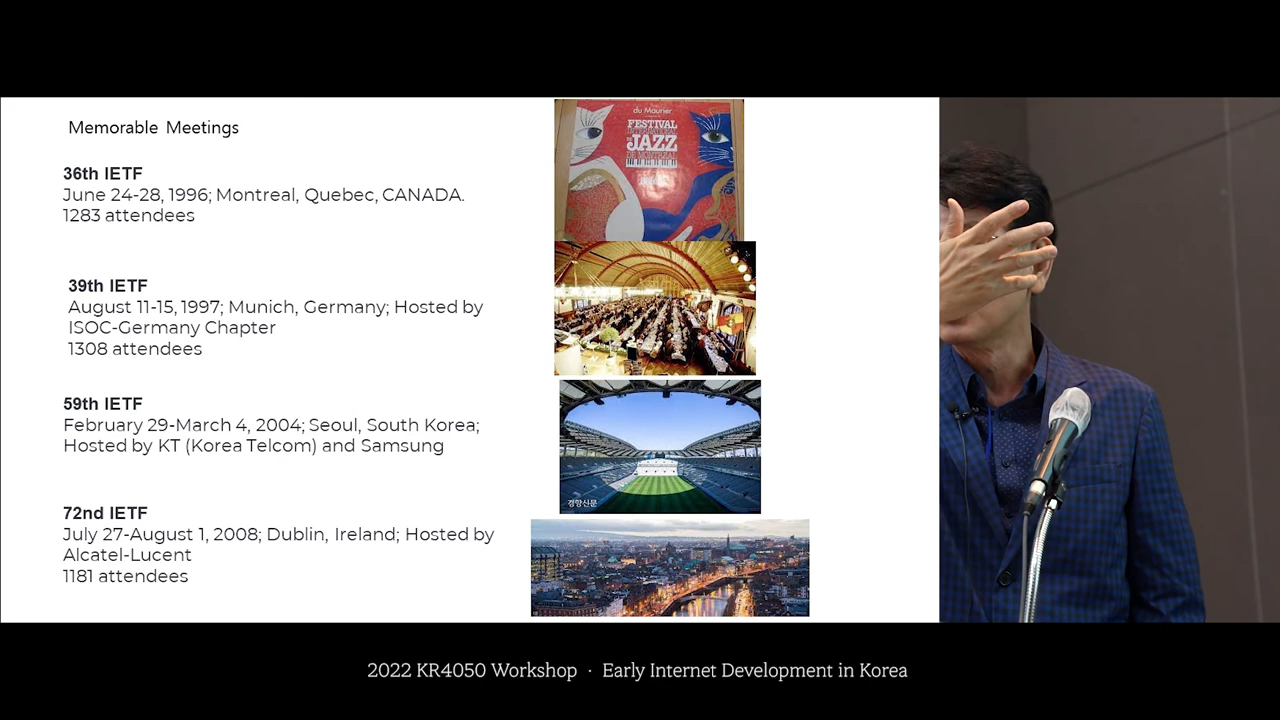 Memorable Meetings
36th IETF
June 24-28, 1996; Montreal, Quebec, CANADA.
1283 attendees
39th IETF
August 11-15, 1997; Munich, Germany; Hosted by
ISOC-Germany Chapter
1308 attendees
59th IETF
February 29-March 4, 2004; Seoul, South Korea;
Hosted by KT (Korea Telcom) and Samsung
72nd IETF
July 27-August 1, 2008; Dublin, Ireland; Hosted by
Alcatel-Lucent
1181 attendees
du Maurier
FESTIVAL
INTERNATIONAL
DE JAZZ
DE MONTREAL
경향신문
2022 KR4050 Workshop · Early Internet Development in Korea